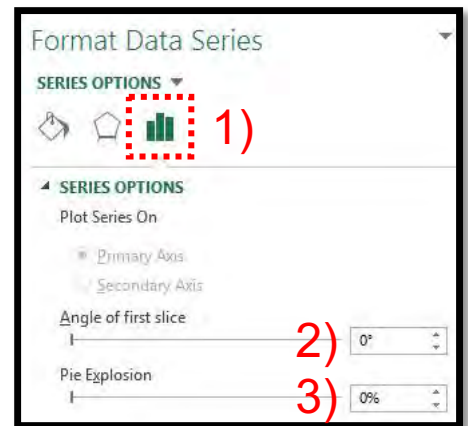 Format Data Series
SERIES OPTIONS
1)
SERIES OPTIONS
Plot Series On
Primary Axis
Secondary Axis
Angle of first slice
2) 0°
Pie Explosion
3) 0%